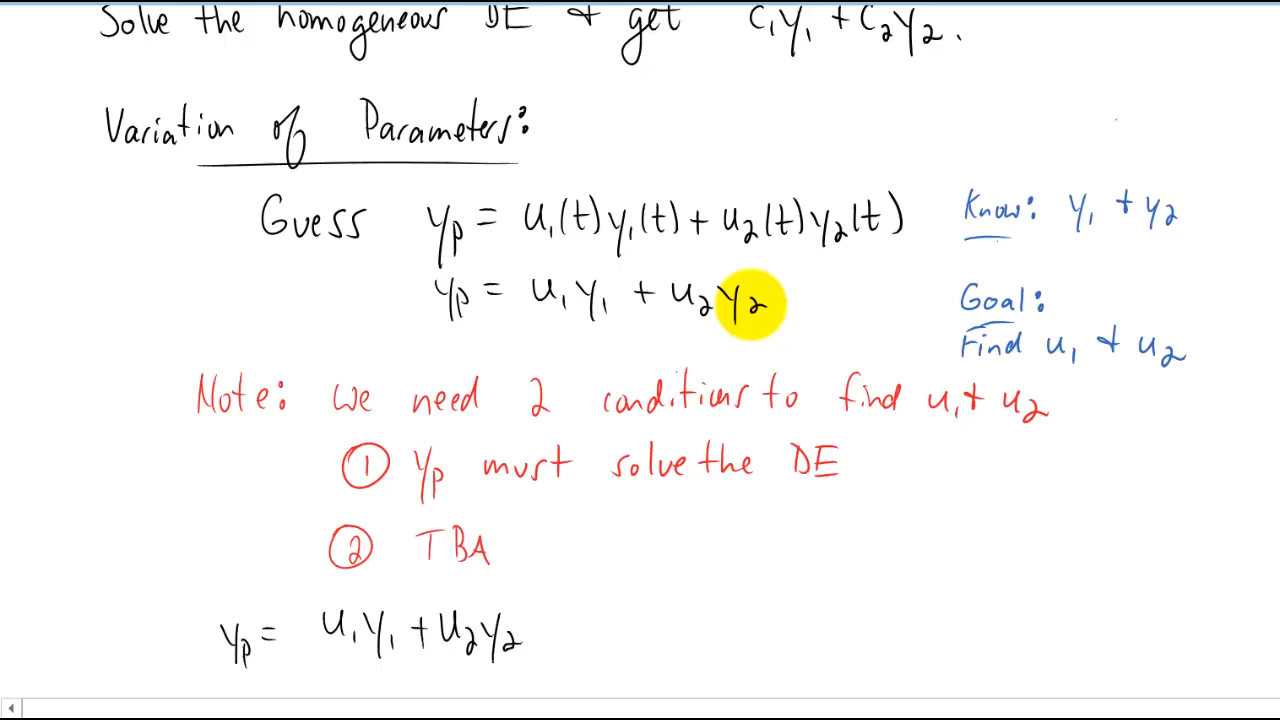 Solve the homogeneous DE & get C₁y₁ + C₂y₂.
Variation of Parameters:
Guess yp = u₁(t)y₁(t) + u₂(t)y₂(t)
yp = u₁y₁ + u₂y₂
Know: y₁ + y₂
Goal:
Find u₁ & u₂
Note: We need 2 conditions to find u₁ + u₂
① yp must solve the DE
② TBA
yp = u₁y₁ + u₂y₂